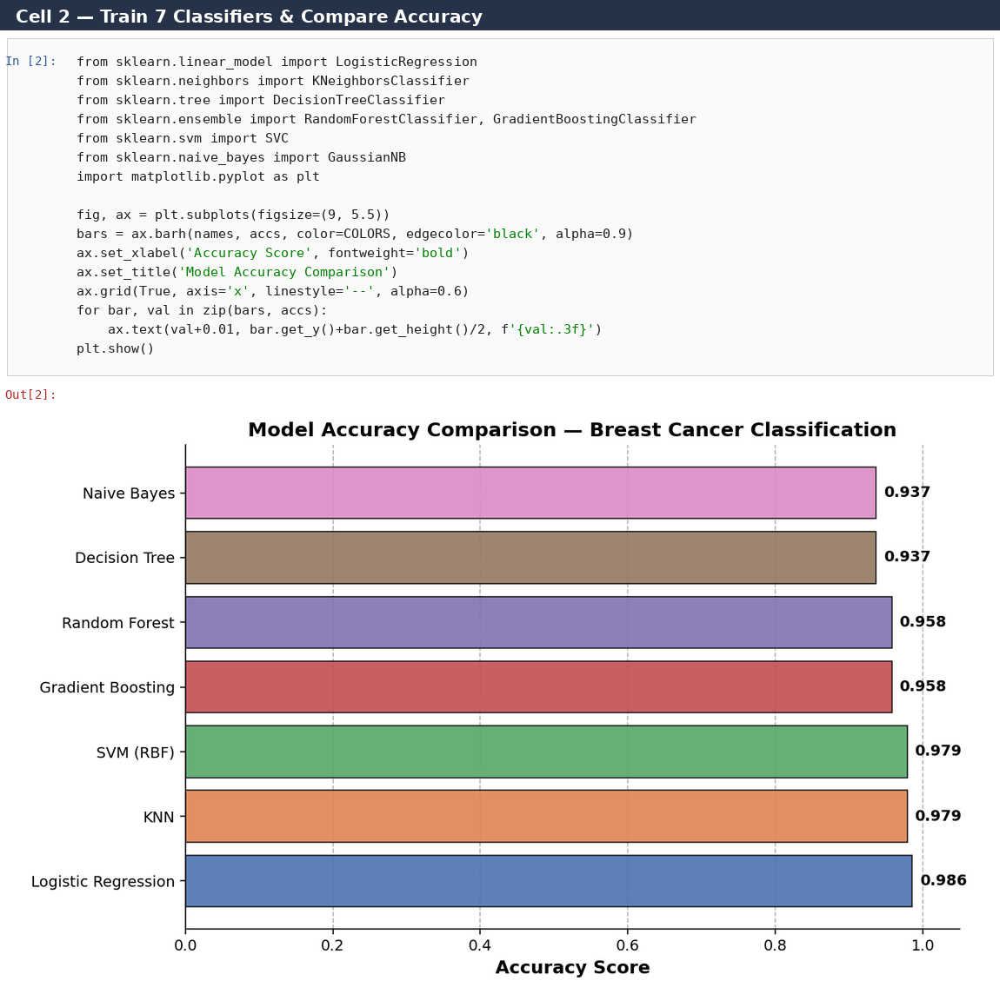 Cell 2 — Train 7 Classifiers & Compare Accuracy
In [2]:
from sklearn.linear_model import LogisticRegression
from sklearn.neighbors import KNeighborsClassifier
from sklearn.tree import DecisionTreeClassifier
from sklearn.ensemble import RandomForestClassifier, GradientBoostingClassifier
from sklearn.svm import SVC
from sklearn.naive_bayes import GaussianNB
import matplotlib.pyplot as plt

fig, ax = plt.subplots(figsize=(9, 5.5))
bars = ax.barh(names, accs, color=COLORS, edgecolor='black', alpha=0.9)
ax.set_xlabel('Accuracy Score', fontweight='bold')
ax.set_title('Model Accuracy Comparison')
ax.grid(True, axis='x', linestyle='--', alpha=0.6)
for bar, val in zip(bars, accs):
    ax.text(val+0.01, bar.get_y()+bar.get_height()/2, f'{val:.3f}')
plt.show()
Out[2]:
Model Accuracy Comparison — Breast Cancer Classification
Naive Bayes 0.937
Decision Tree 0.937
Random Forest 0.958
Gradient Boosting 0.958
SVM (RBF) 0.979
KNN 0.979
Logistic Regression 0.986
0.0 0.2 0.4 0.6 0.8 1.0
Accuracy Score